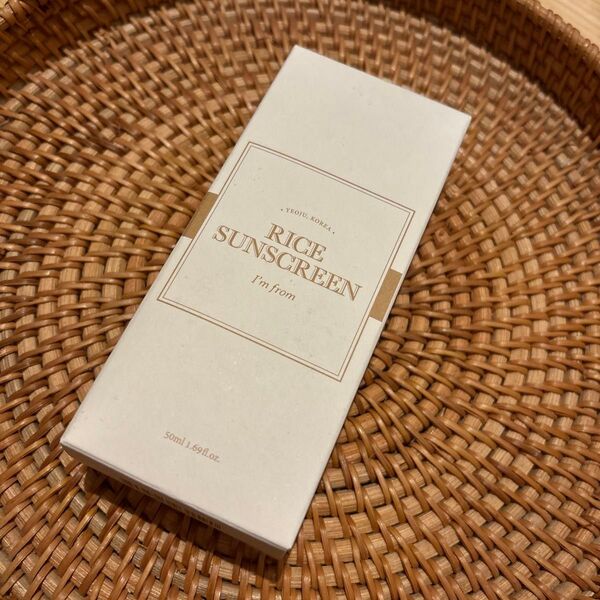 • YEOJU, KOREA •
RICE
SUNSCREEN
I'm from
50ml 1.69fl.oz.